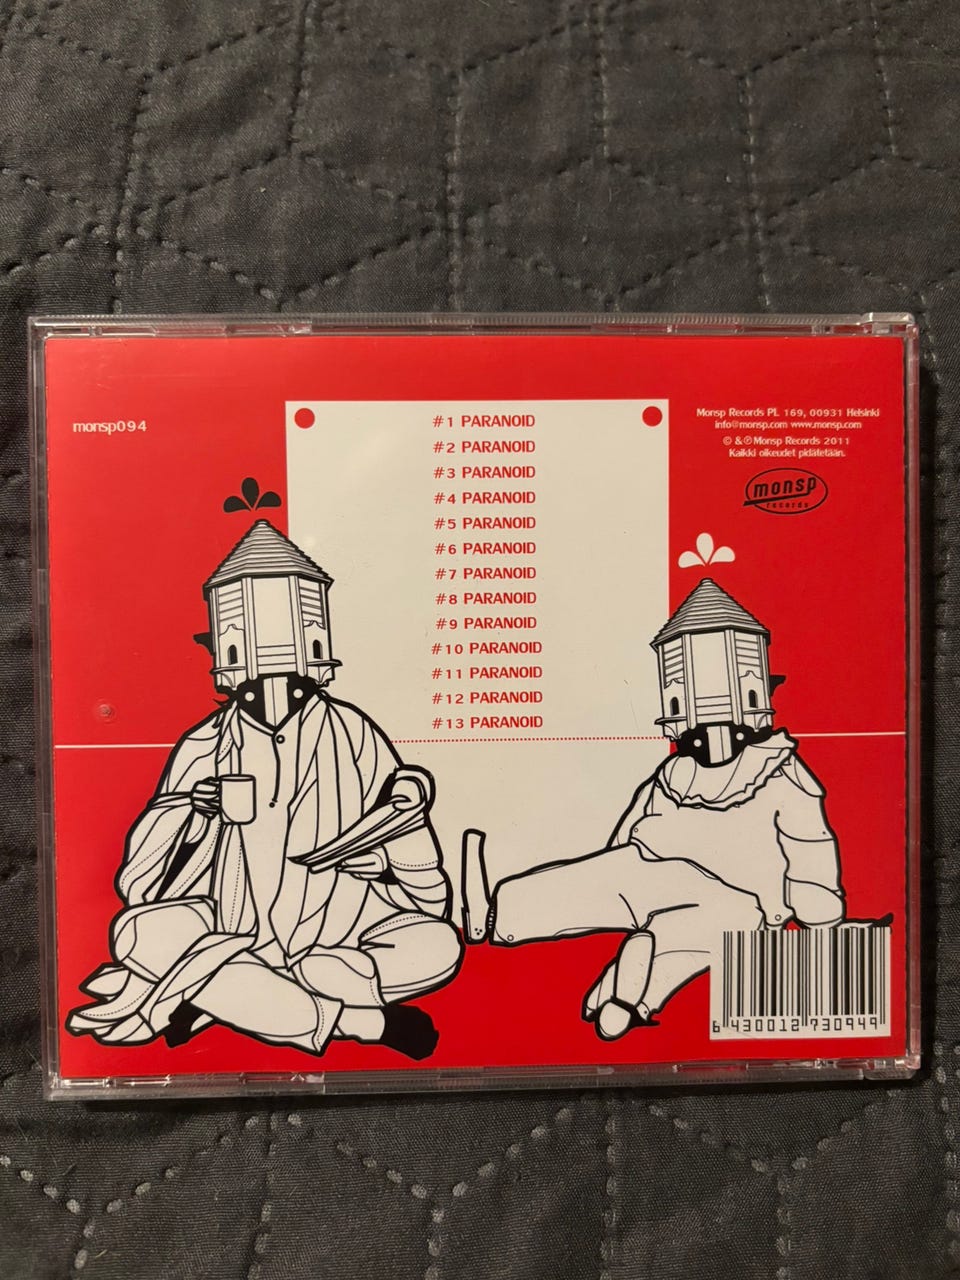 monsp094
#1 PARANOID
#2 PARANOID
#3 PARANOID
#4 PARANOID
#5 PARANOID
#6 PARANOID
#7 PARANOID
#8 PARANOID
#9 PARANOID
#10 PARANOID
#11 PARANOID
#12 PARANOID
#13 PARANOID
Monsp Records PL 169, 00931 Helsinki
info@monsp.com www.monsp.com
© & ℗ Monsp Records 2011
Kaikki oikeudet pidätetään.
monsp
records
6 430012 730949